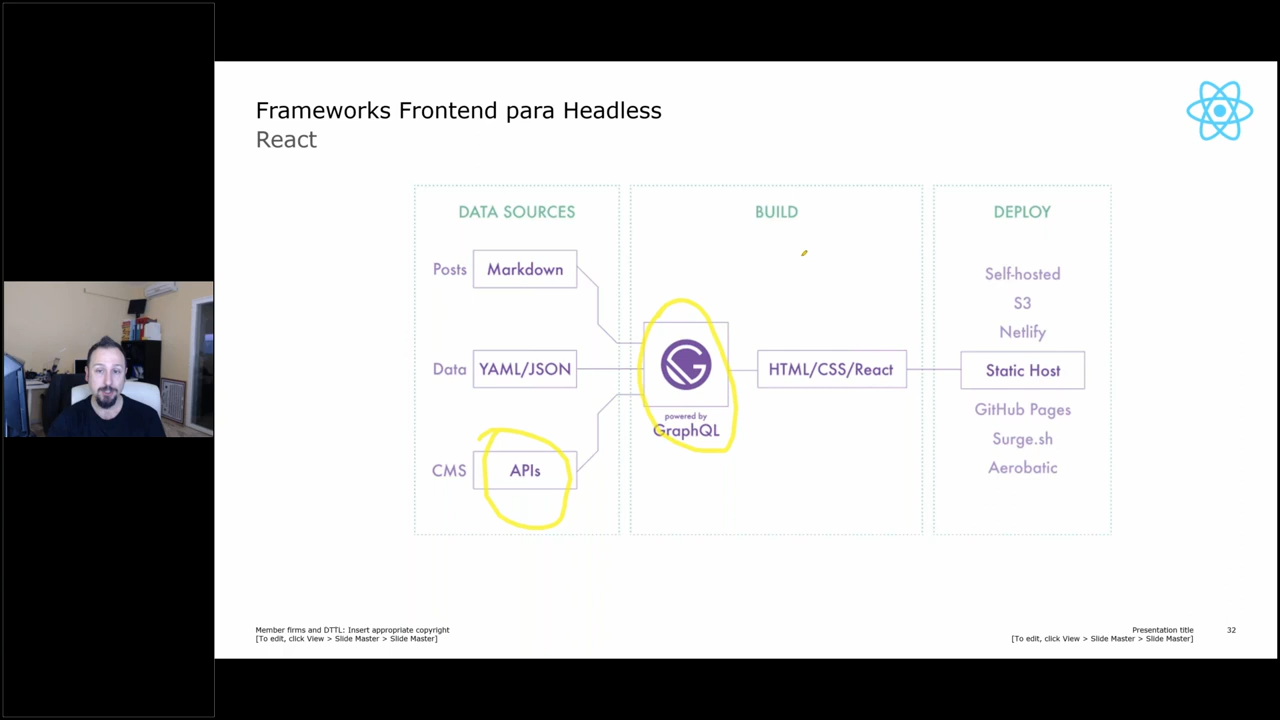 Frameworks Frontend para Headless
React
DATA SOURCES
Posts
Markdown
Data
YAML/JSON
CMS
APIs
BUILD
powered by
GraphQL
HTML/CSS/React
DEPLOY
Self-hosted
S3
Netlify
Static Host
GitHub Pages
Surge.sh
Aerobatic
Member firms and DTTL: Insert appropriate copyright
[To edit, click View > Slide Master > Slide Master]
Presentation title
[To edit, click View > Slide Master > Slide Master]
32